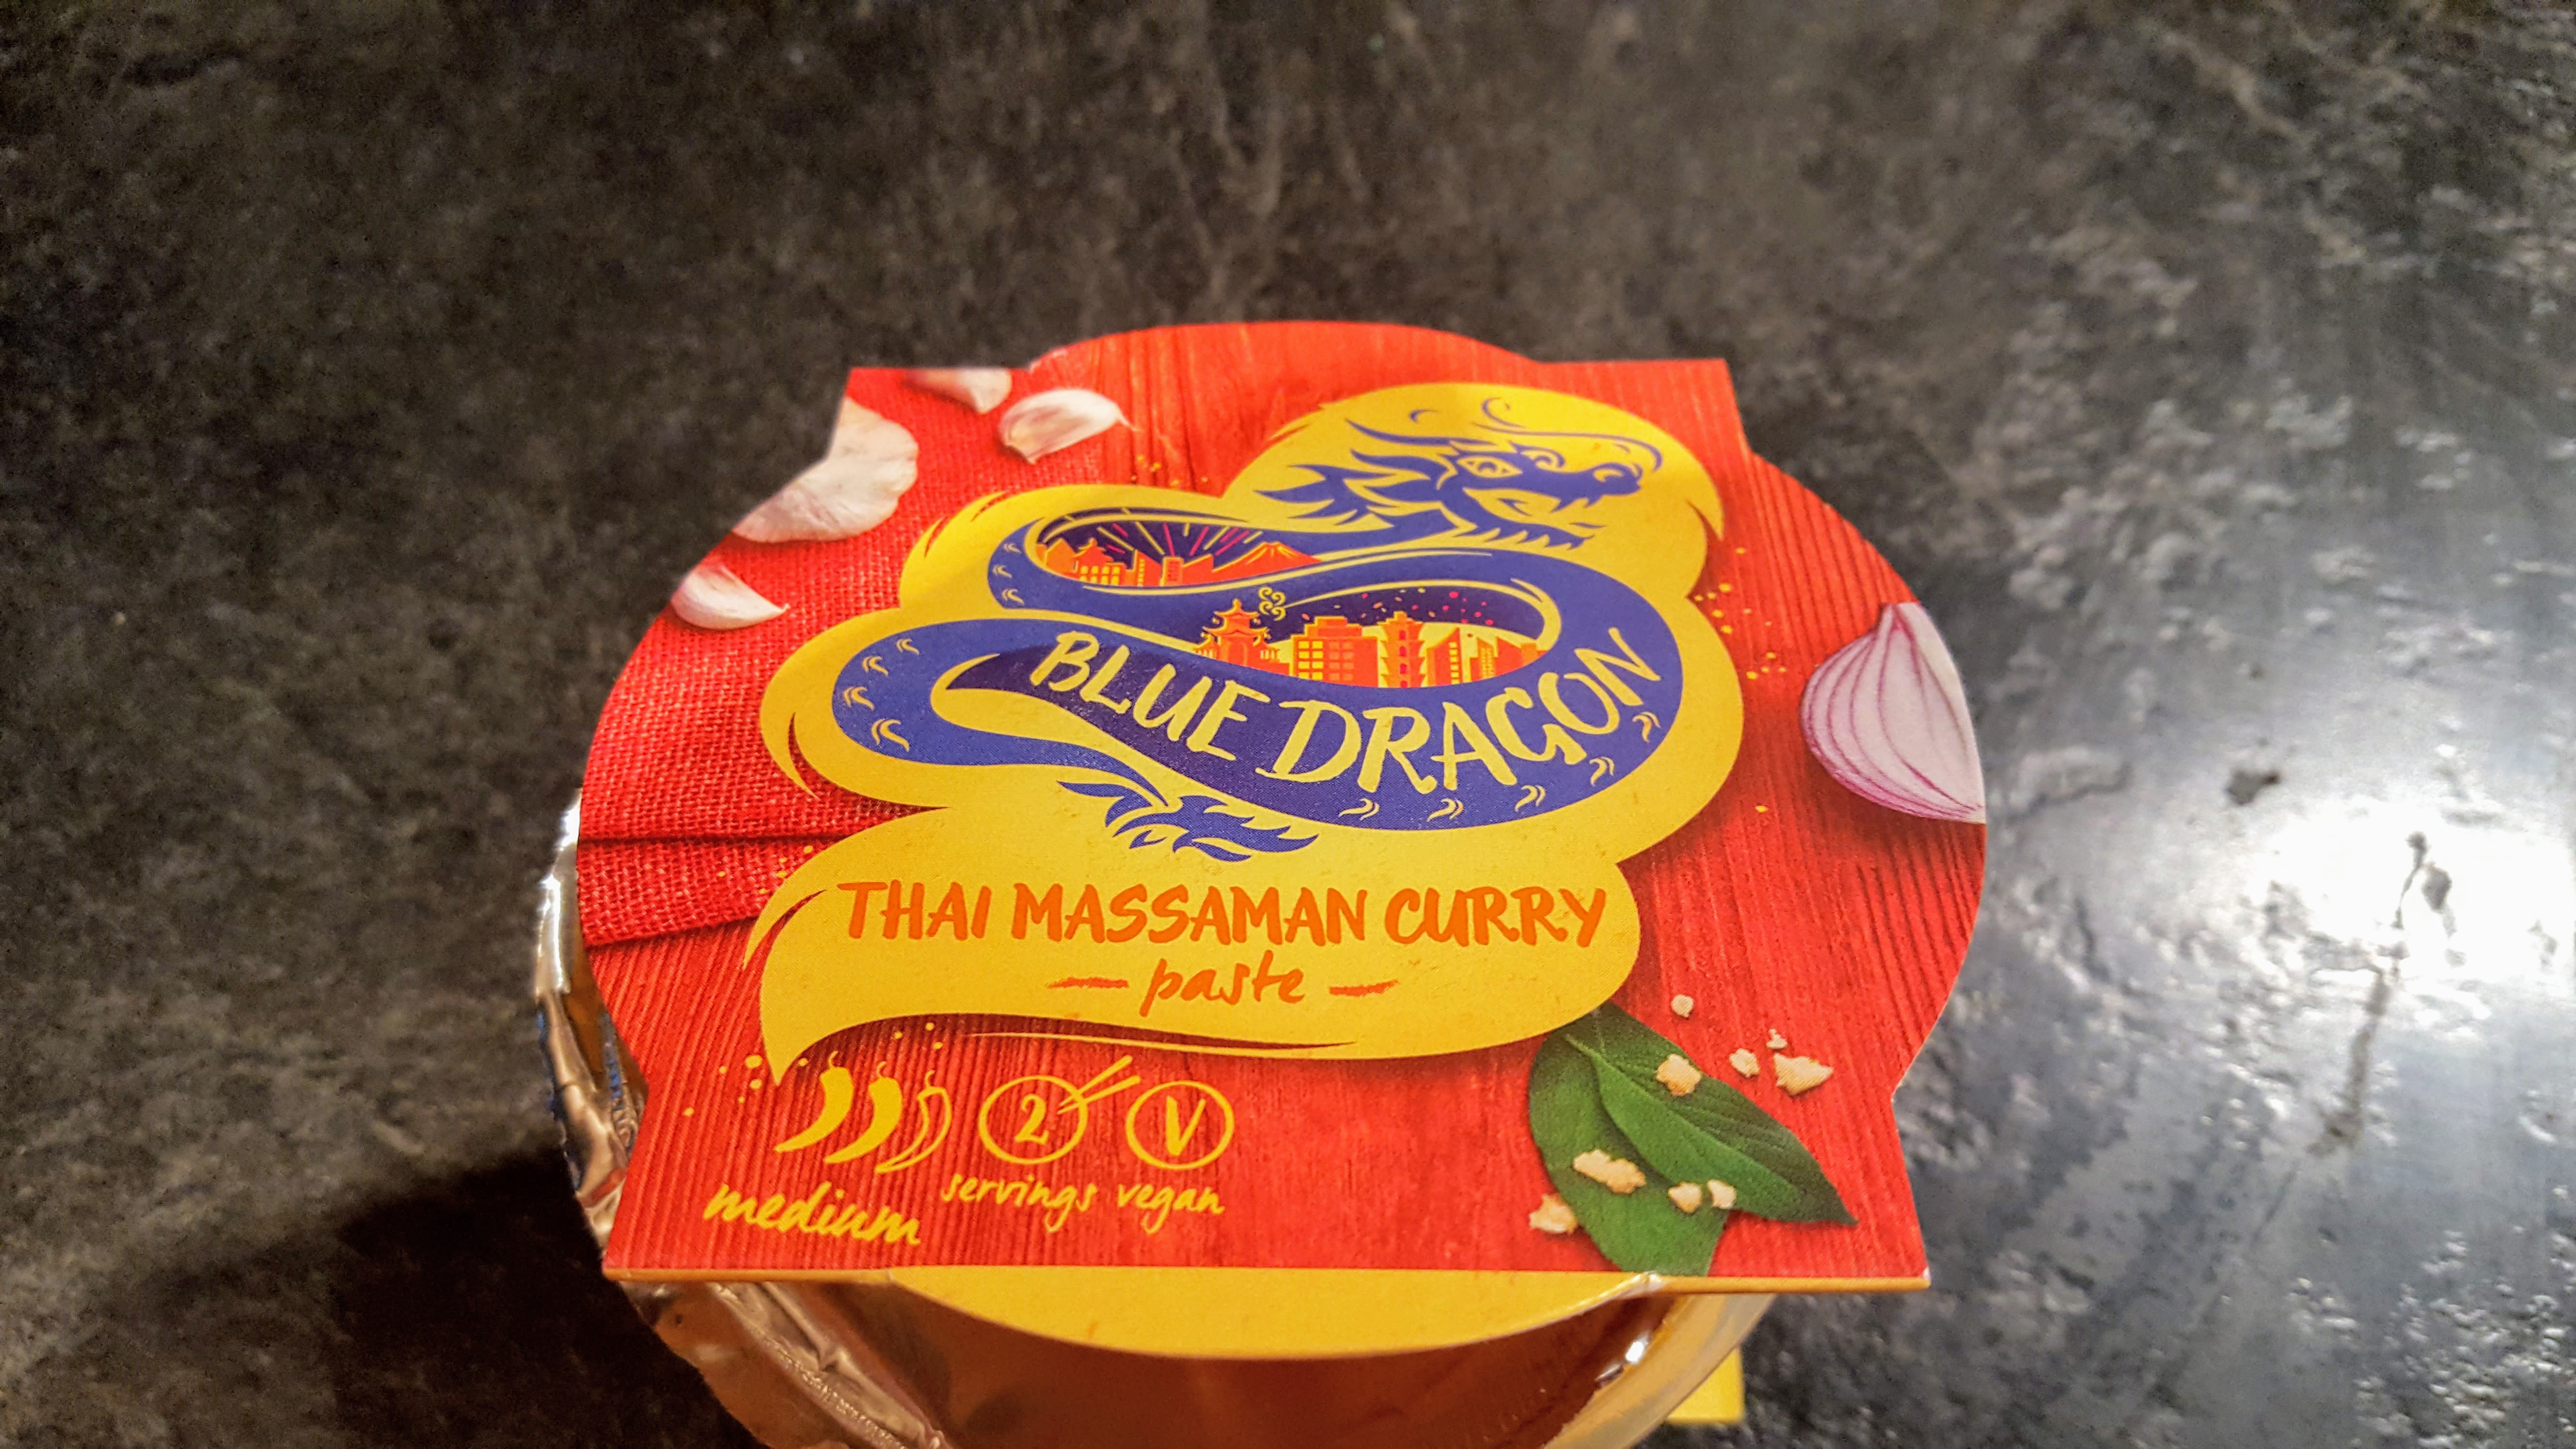 BLUE DRAGON
THAI MASSAMAN CURRY
paste
2 V
medium servings vegan